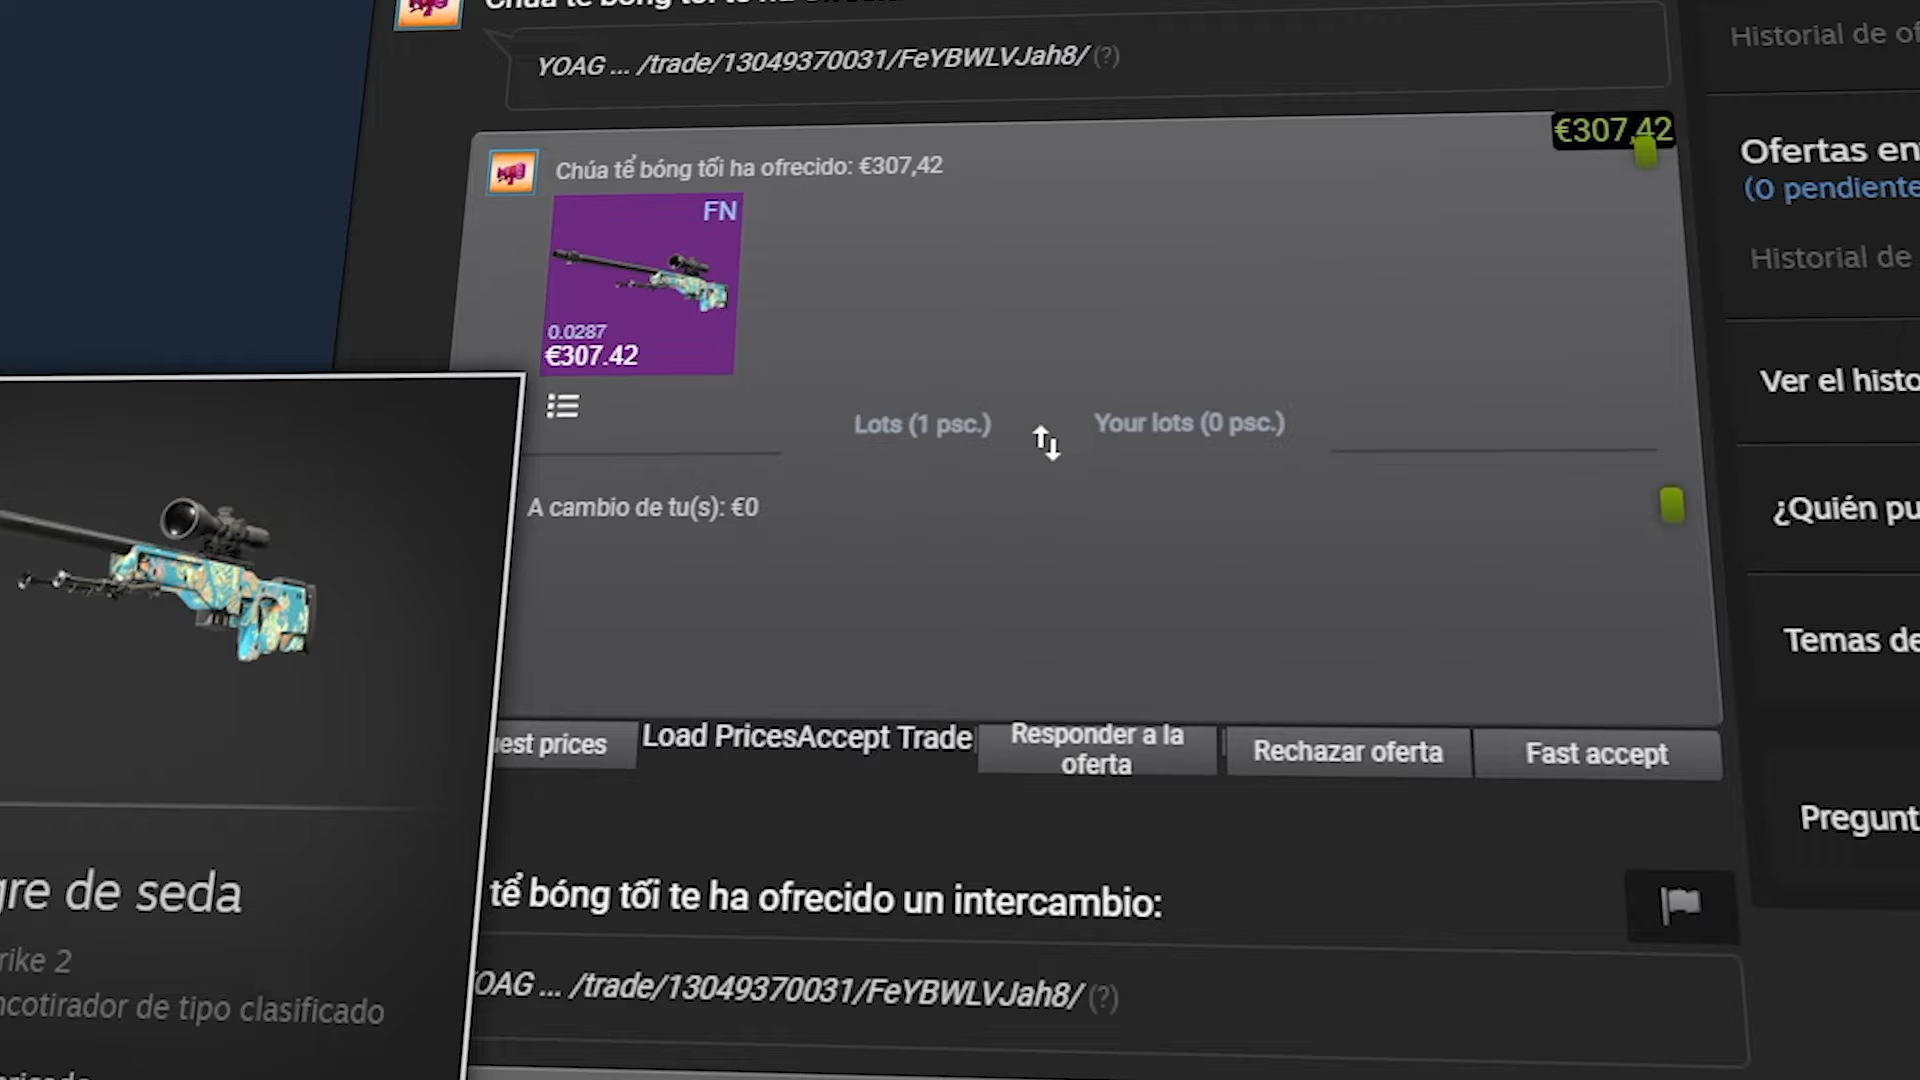 YOAG ... /trade/13049370031/FeYBWLVJah8/ (?)
€307,42
Chúa tể bóng tối ha ofrecido: €307,42
FN
0.0287
€307.42
Lots (1 psc.)
Your lots (0 psc.)
A cambio de tu(s): €0
uest prices
Load PricesAccept Trade
Responder a la
oferta
Rechazar oferta
Fast accept
tể bóng tối te ha ofrecido un intercambio:
YOAG ... /trade/13049370031/FeYBWLVJah8/ (?)
gre de seda
rike 2
ncotirador de tipo clasificado
Historial de of
Ofertas en
(0 pendiente
Historial de
Ver el histo
¿Quién pu
Temas de
Pregunt